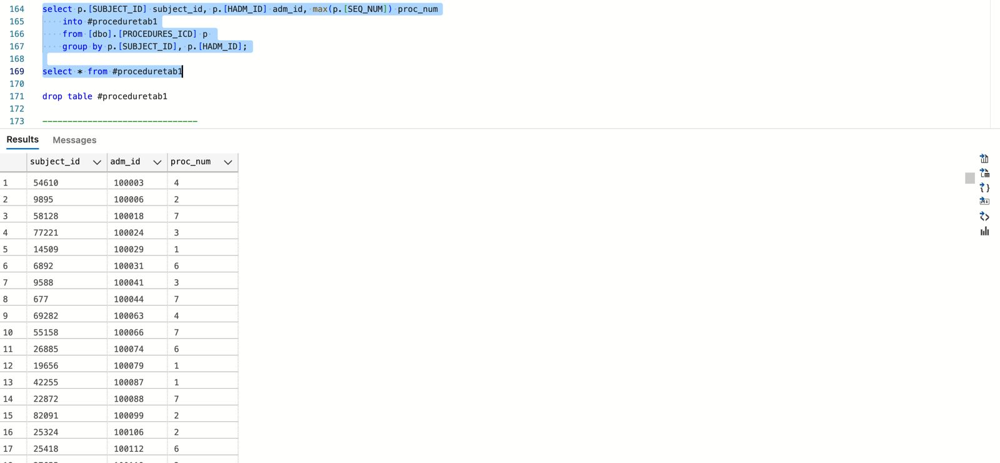 164 select p.[SUBJECT_ID] subject_id, p.[HADM_ID] adm_id, max(p.[SEQ_NUM]) proc_num
165 into #proceduretab1
166 from [dbo].[PROCEDURES_ICD] p
167 group by p.[SUBJECT_ID], p.[HADM_ID];
168
169 select * from #proceduretab1
170
171 drop table #proceduretab1
172
173 -------------------------------
Results Messages
subject_id adm_id proc_num
1 54610 100003 4
2 9895 100006 2
3 58128 100018 7
4 77221 100024 3
5 14509 100029 1
6 6892 100031 6
7 9588 100041 3
8 677 100044 7
9 69282 100063 4
10 55158 100066 7
11 26885 100074 6
12 19656 100079 1
13 42255 100087 1
14 22872 100088 7
15 82091 100099 2
16 25324 100106 2
17 25418 100112 6